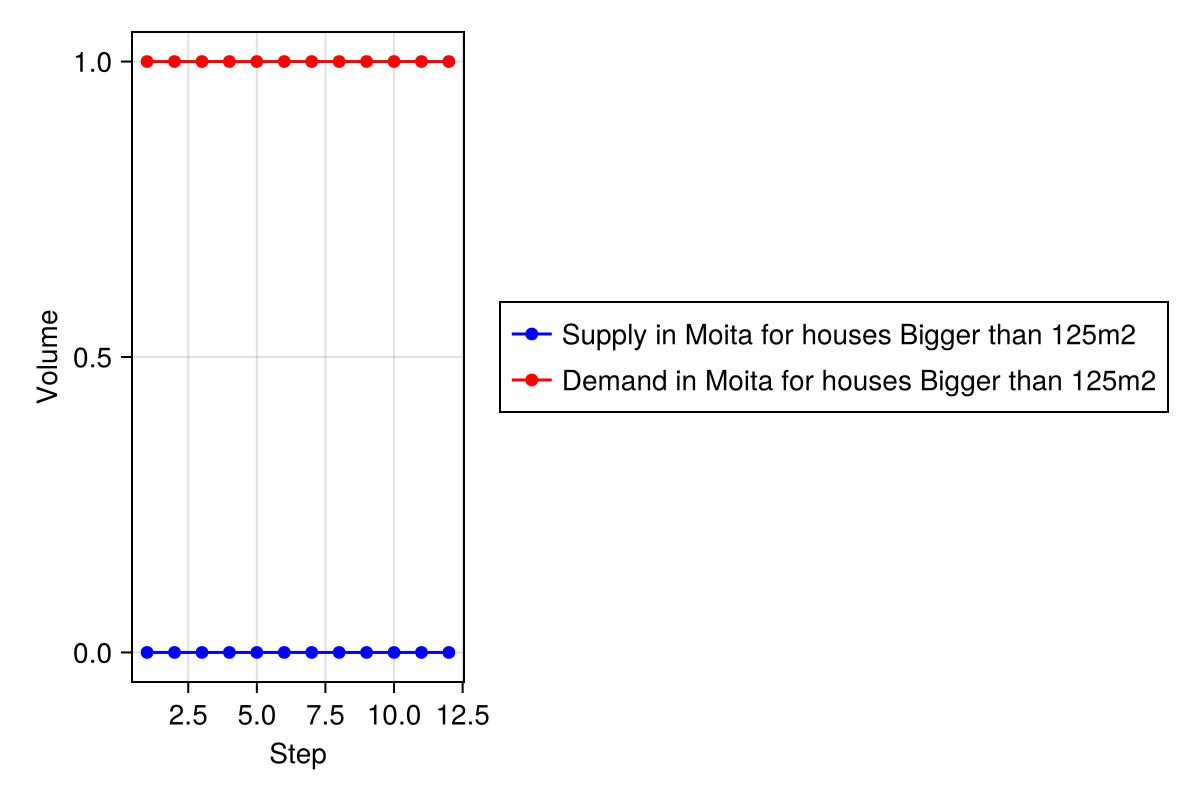 1.0
0.5
0.0
Volume
2.5 5.0 7.5 10.0 12.5
Step
Supply in Moita for houses Bigger than 125m2
Demand in Moita for houses Bigger than 125m2